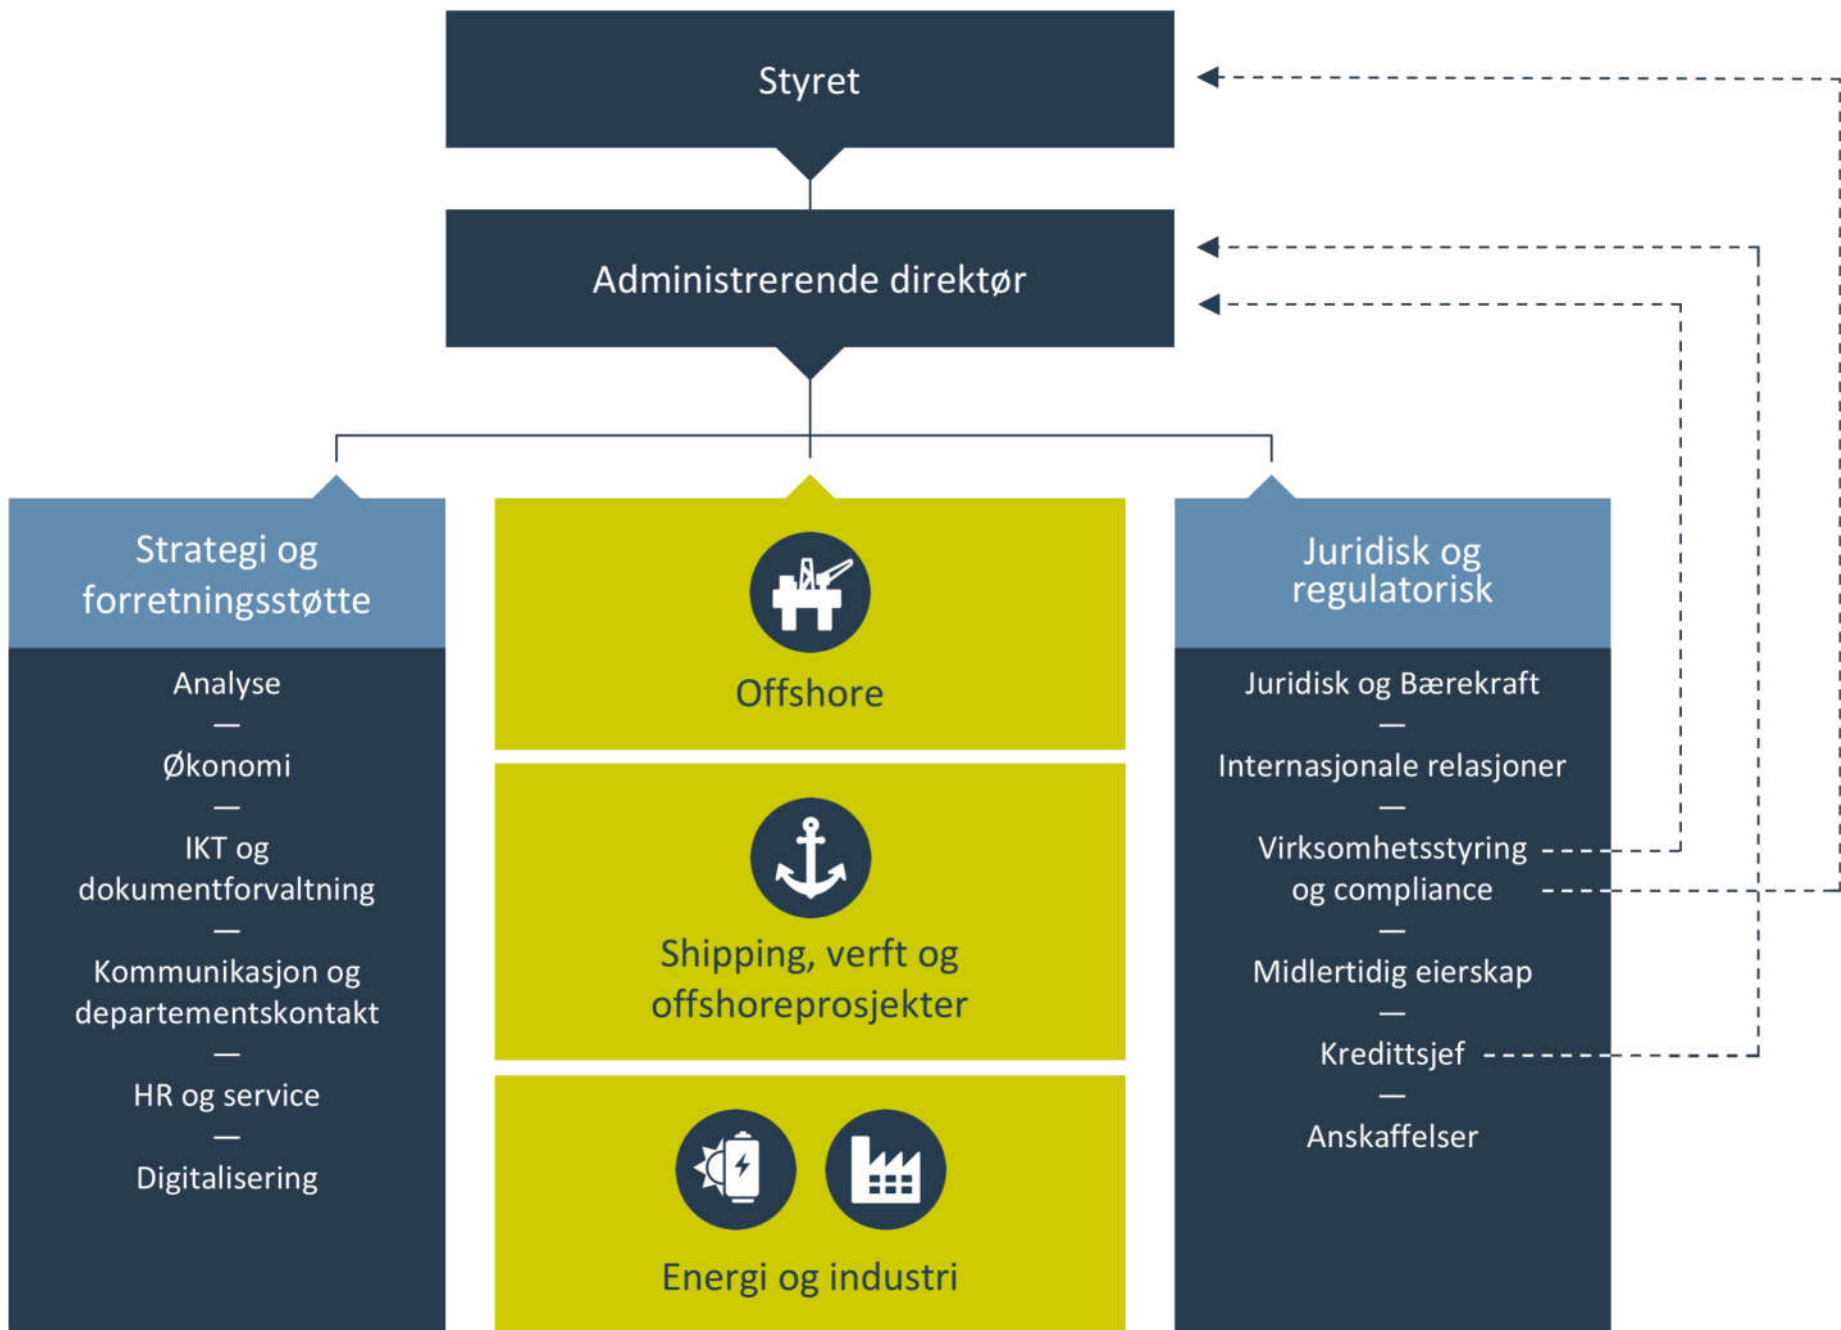 Styret
Administrerende direktør
Strategi og
forretningsstøtte
Analyse
—
Økonomi
—
IKT og
dokumentforvaltning
—
Kommunikasjon og
departementskontakt
—
HR og service
—
Digitalisering
Offshore
Shipping, verft og
offshoreprosjekter
Energi og industri
Juridisk og
regulatorisk
Juridisk og Bærekraft
—
Internasjonale relasjoner
—
Virksomhetsstyring
og compliance
—
Midlertidig eierskap
—
Kredittsjef
—
Anskaffelser